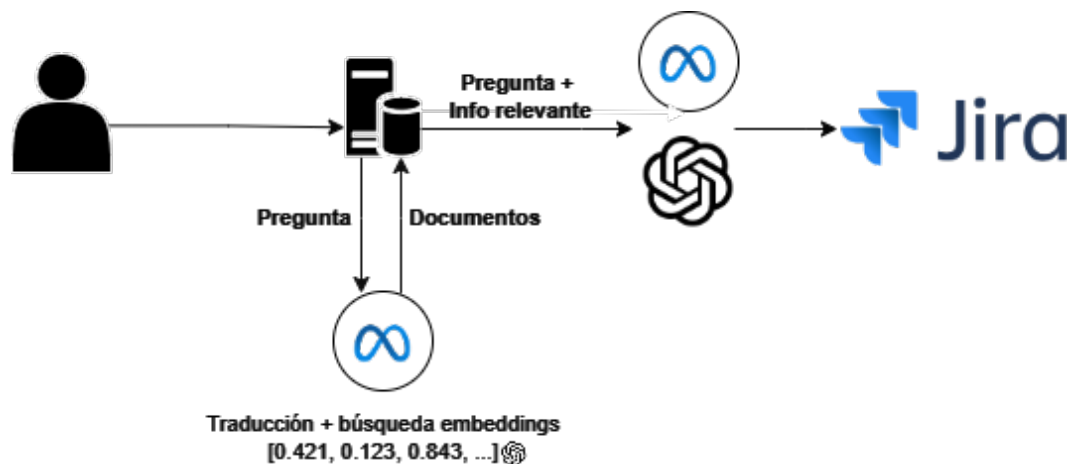 Pregunta +
Info relevante
Jira
Pregunta
Documentos
Traducción + búsqueda embeddings
[0.421, 0.123, 0.843, ...]